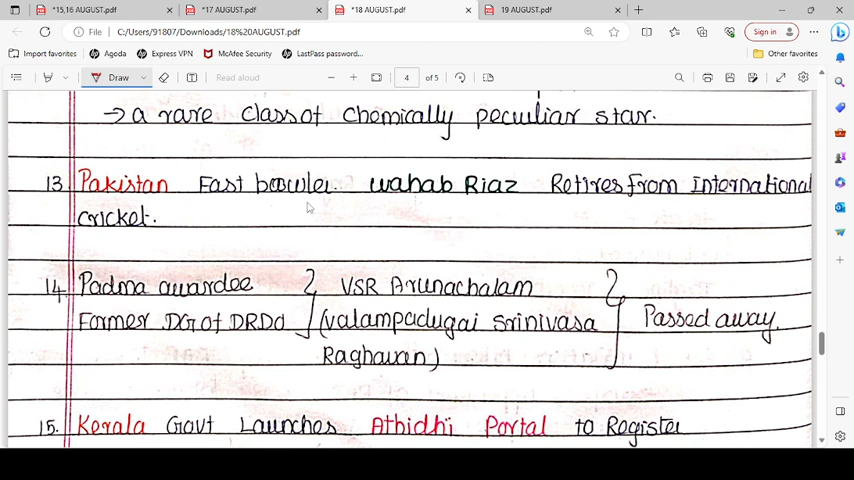 *15,16 AUGUST.pdf
*17 AUGUST.pdf
*18 AUGUST.pdf
19 AUGUST.pdf
File C:/Users/91807/Downloads/18%20AUGUST.pdf
Sign in
Import favorites Agoda Express VPN McAfee Security LastPass password... Other favorites
Draw Read aloud 4 of 5
→ a rare class of chemically peculiar star.
13 Pakistan Fast bowler. Wahab Riaz Retires from International
cricket.
14. Padma awardee VSR Arunachalam
Former DG of DRDO (Valampadugai Srinivasa Passed away.
Raghavan)
15. Kerala Govt Launches Athidhi Portal to Register